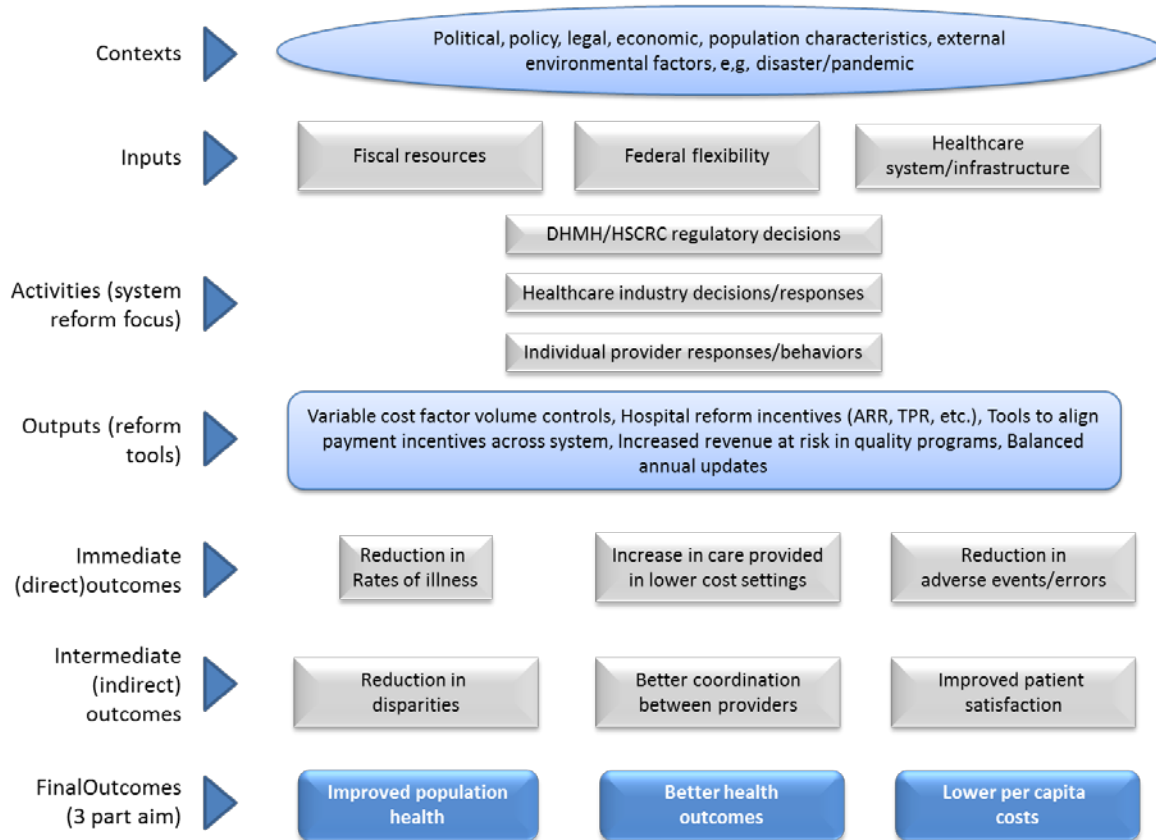 Contexts
Political, policy, legal, economic, population characteristics, external
environmental factors, e,g, disaster/pandemic
Inputs
Fiscal resources
Federal flexibility
Healthcare
system/infrastructure
Activities (system
reform focus)
DHMH/HSCRC regulatory decisions
Healthcare industry decisions/responses
Individual provider responses/behaviors
Outputs (reform
tools)
Variable cost factor volume controls, Hospital reform incentives (ARR, TPR, etc.), Tools to align
payment incentives across system, Increased revenue at risk in quality programs, Balanced
annual updates
Immediate
(direct)outcomes
Reduction in
Rates of illness
Increase in care provided
in lower cost settings
Reduction in
adverse events/errors
Intermediate
(indirect)
outcomes
Reduction in
disparities
Better coordination
between providers
Improved patient
satisfaction
FinalOutcomes
(3 part aim)
Improved population
health
Better health
outcomes
Lower per capita
costs